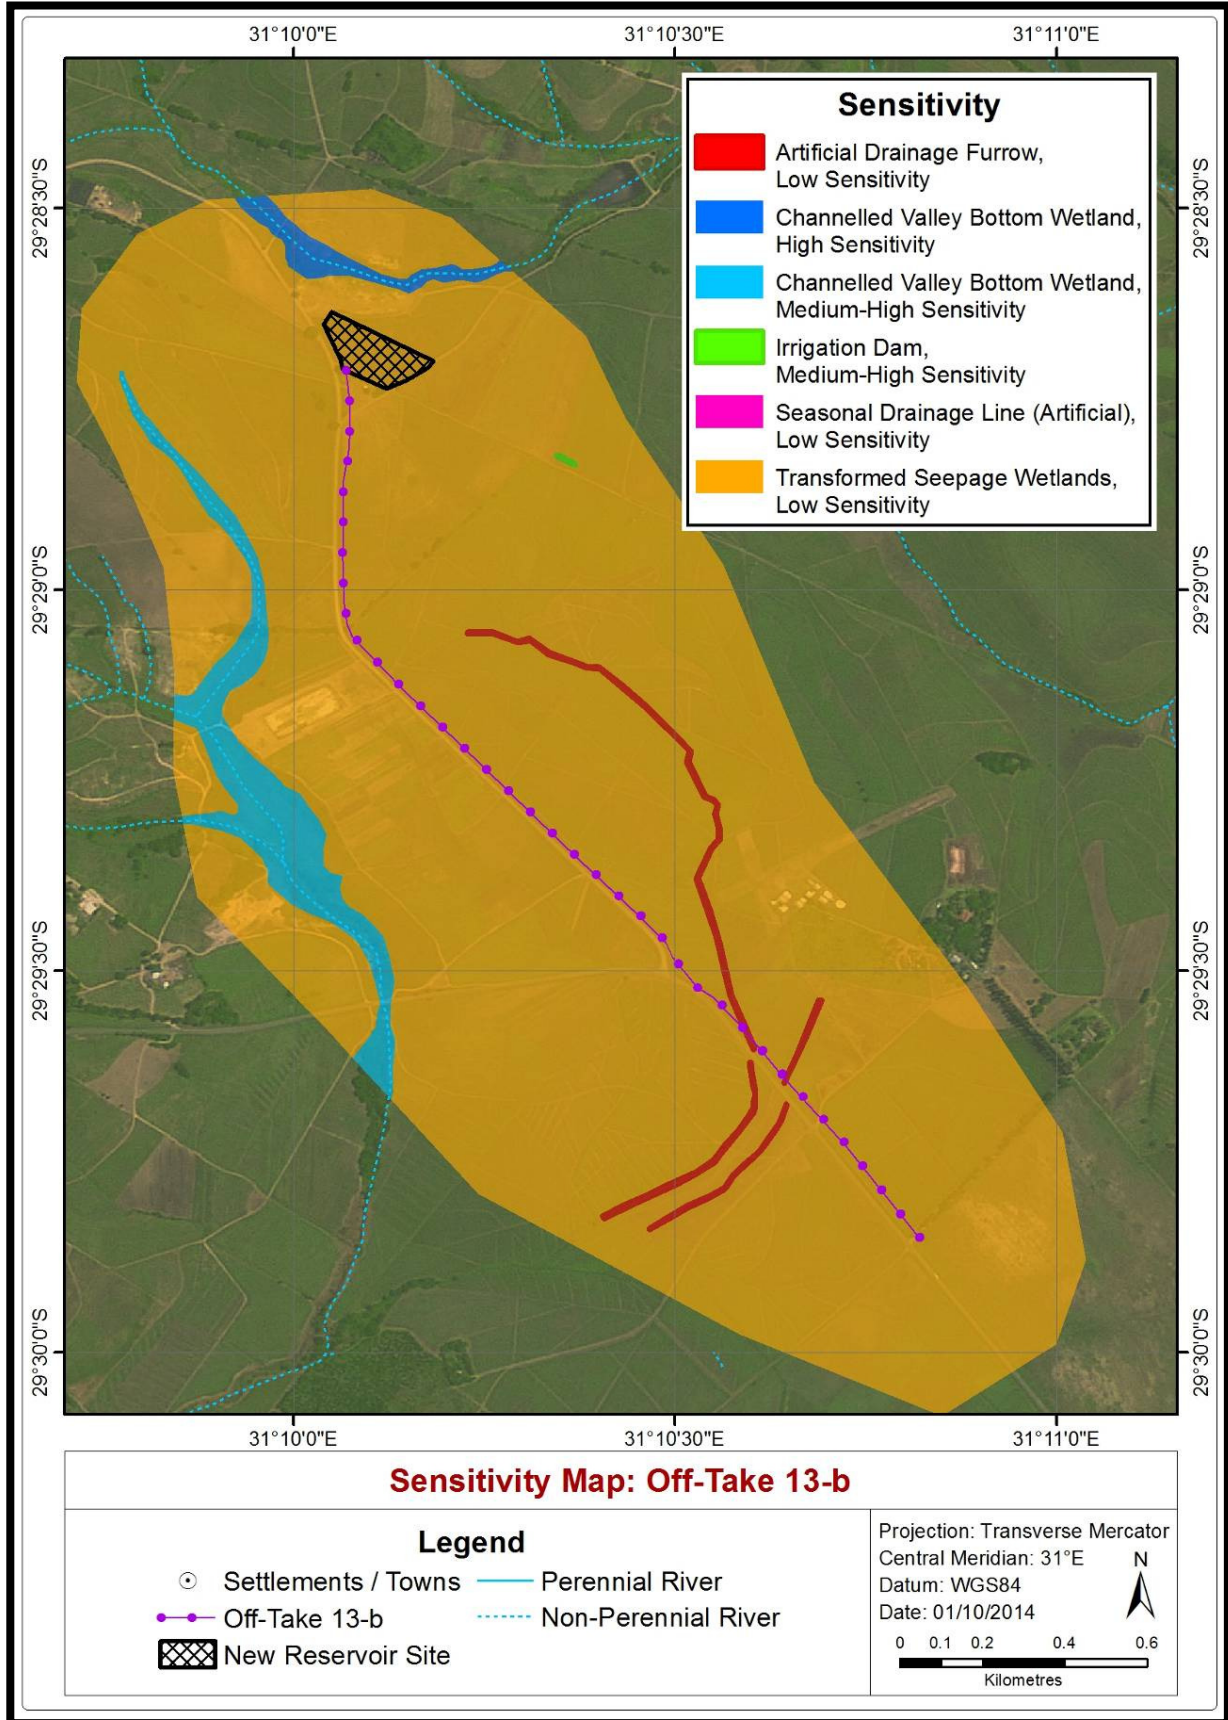 31°10'0"E
31°10'30"E
31°11'0"E
29°28'30"S
29°29'0"S
29°29'30"S
29°30'0"S
29°28'30"S
29°29'0"S
29°29'30"S
29°30'0"S
Sensitivity
Artificial Drainage Furrow,
Low Sensitivity
Channelled Valley Bottom Wetland,
High Sensitivity
Channelled Valley Bottom Wetland,
Medium-High Sensitivity
Irrigation Dam,
Medium-High Sensitivity
Seasonal Drainage Line (Artificial),
Low Sensitivity
Transformed Seepage Wetlands,
Low Sensitivity
31°10'0"E
31°10'30"E
31°11'0"E
Sensitivity Map: Off-Take 13-b
Legend
Settlements / Towns
Off-Take 13-b
New Reservoir Site
Perennial River
Non-Perennial River
Projection: Transverse Mercator
Central Meridian: 31°E
Datum: WGS84
Date: 01/10/2014
N
0 0.1 0.2 0.4 0.6
Kilometres